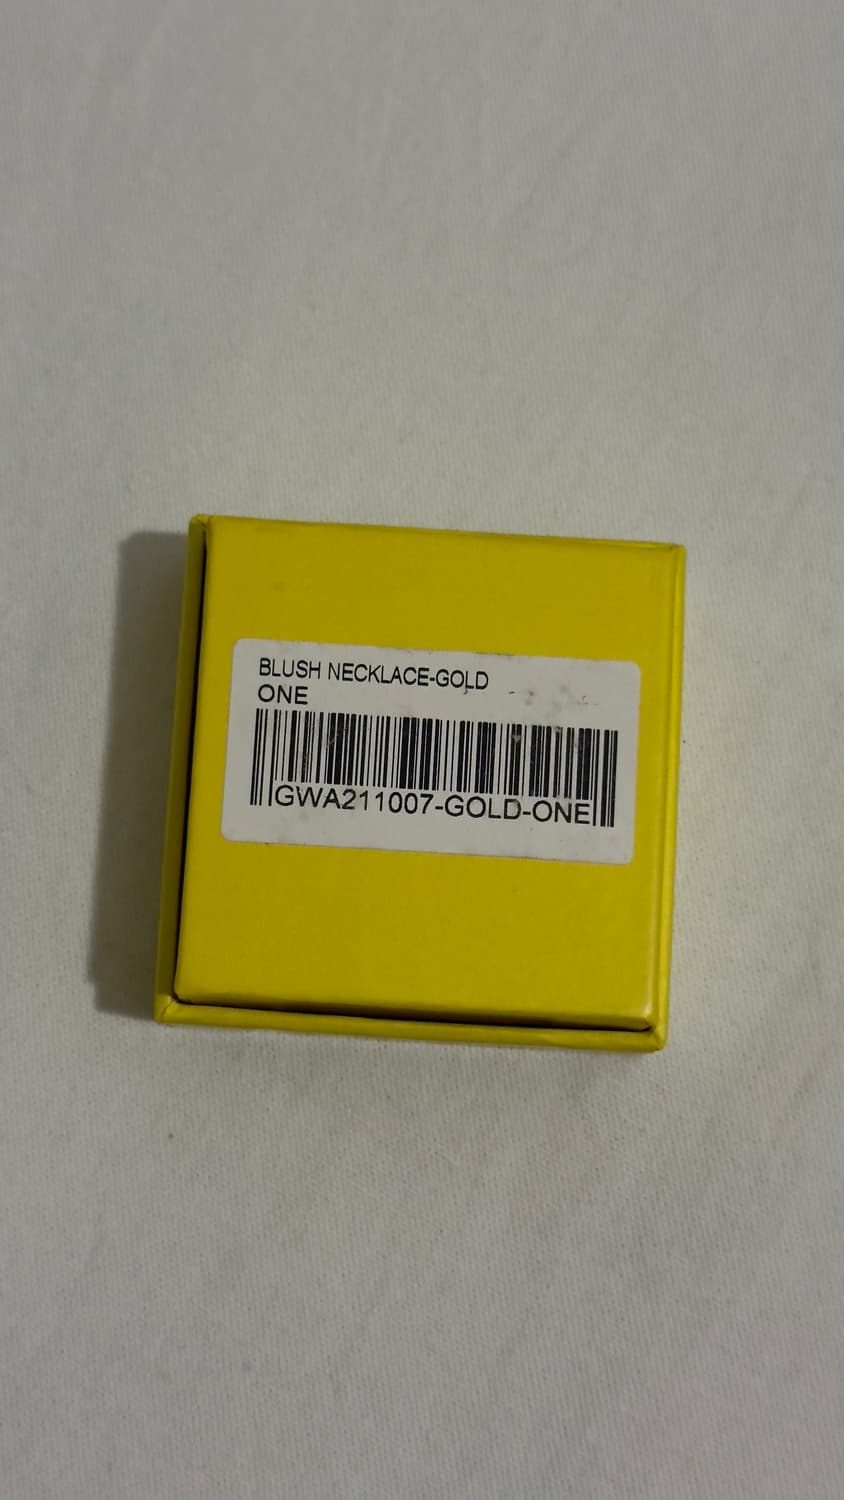 BLUSH NECKLACE-GOLD
ONE
GWA211007-GOLD-ONE